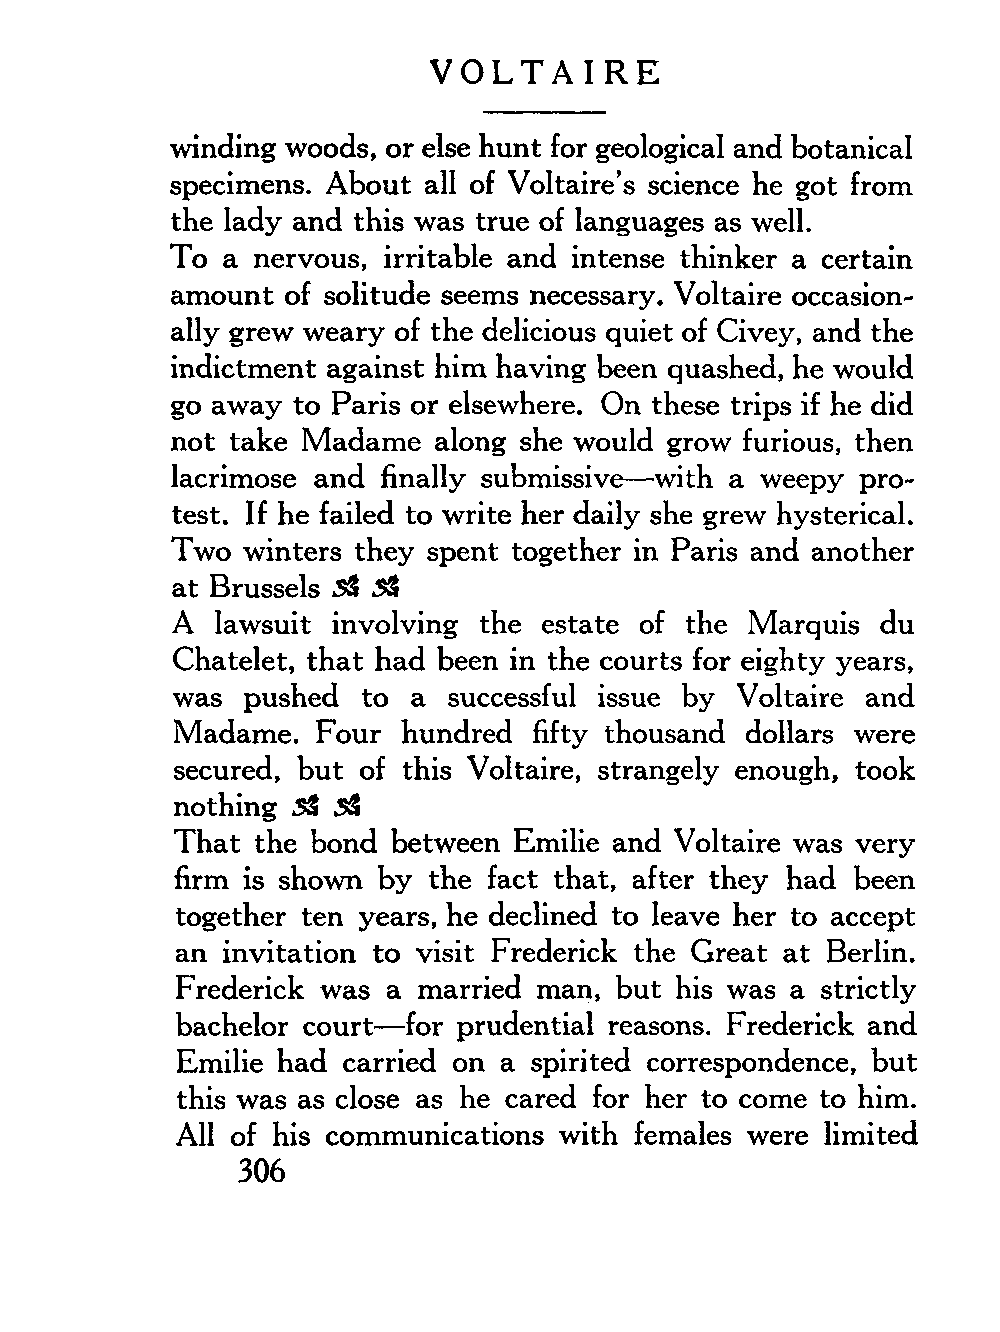 VOLTAIRE
winding woods, or else hunt for geological and botanical
specimens. About all of Voltaire's science he got from
the lady and this was true of languages as well.
To a nervous, irritable and intense thinker a certain
amount of solitude seems necessary. Voltaire occasion-
ally grew weary of the delicious quiet of Civey, and the
indictment against him having been quashed, he would
go away to Paris or elsewhere. On these trips if he did
not take Madame along she would grow furious, then
lacrimose and finally submissive—with a weepy pro-
test. If he failed to write her daily she grew hysterical.
Two winters they spent together in Paris and another
at Brussels
A lawsuit involving the estate of the Marquis du
Chatelet, that had been in the courts for eighty years,
was pushed to a successful issue by Voltaire and
Madame. Four hundred fifty thousand dollars were
secured, but of this Voltaire, strangely enough, took
nothing
That the bond between Emilie and Voltaire was very
firm is shown by the fact that, after they had been
together ten years, he declined to leave her to accept
an invitation to visit Frederick the Great at Berlin.
Frederick was a married man, but his was a strictly
bachelor court—for prudential reasons. Frederick and
Emilie had carried on a spirited correspondence, but
this was as close as he cared for her to come to him.
All of his communications with females were limited
306